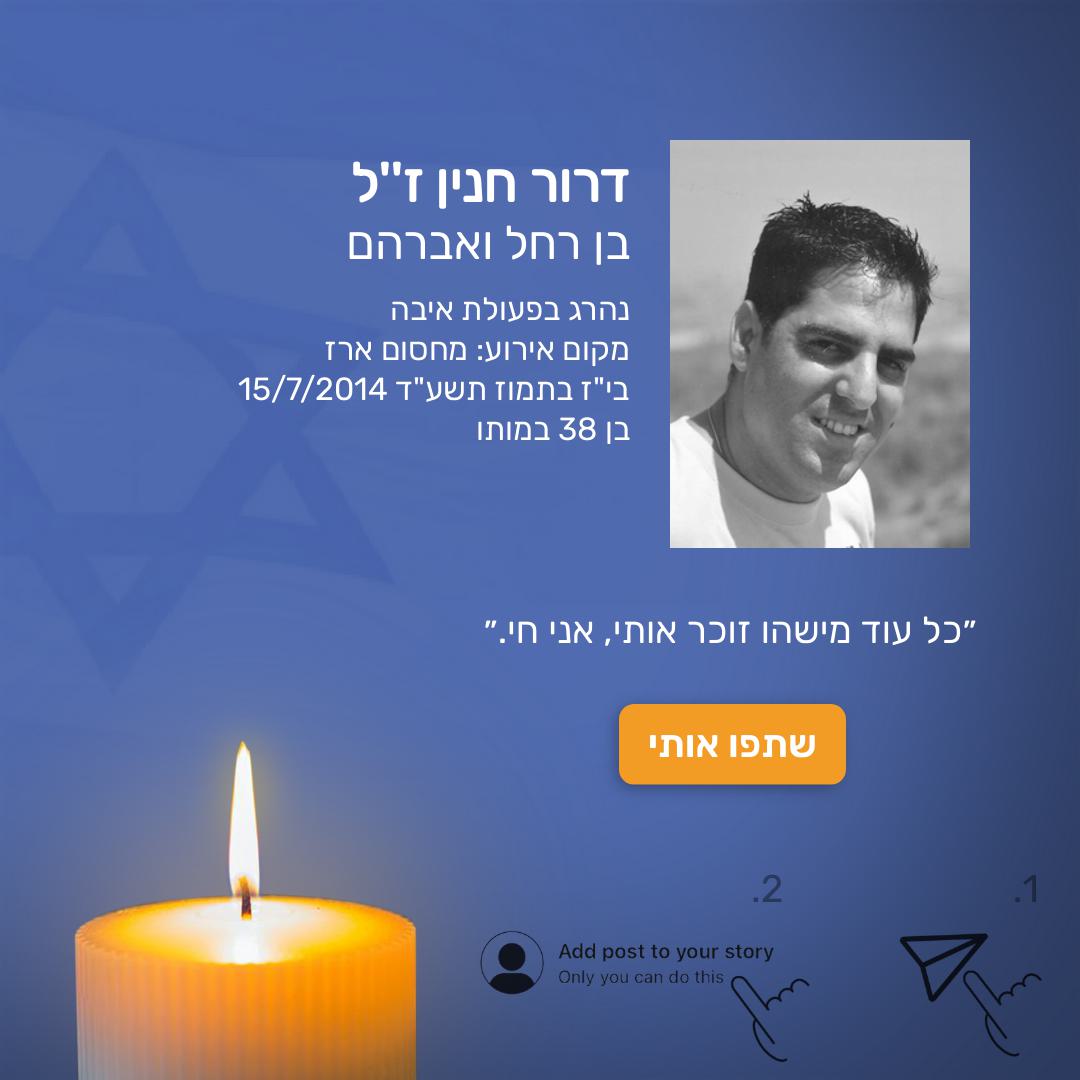 דרור חנין ז"ל
בן רחל ואברהם
נהרג בפעולת איבה
מקום אירוע: מחסום ארז
בי"ז בתמוז תשע"ד 15/7/2014
בן 38 במותו
״כל עוד מישהו זוכר אותי, אני חי.״
שתפו אותי
1.
2.
Add post to your story
Only you can do this